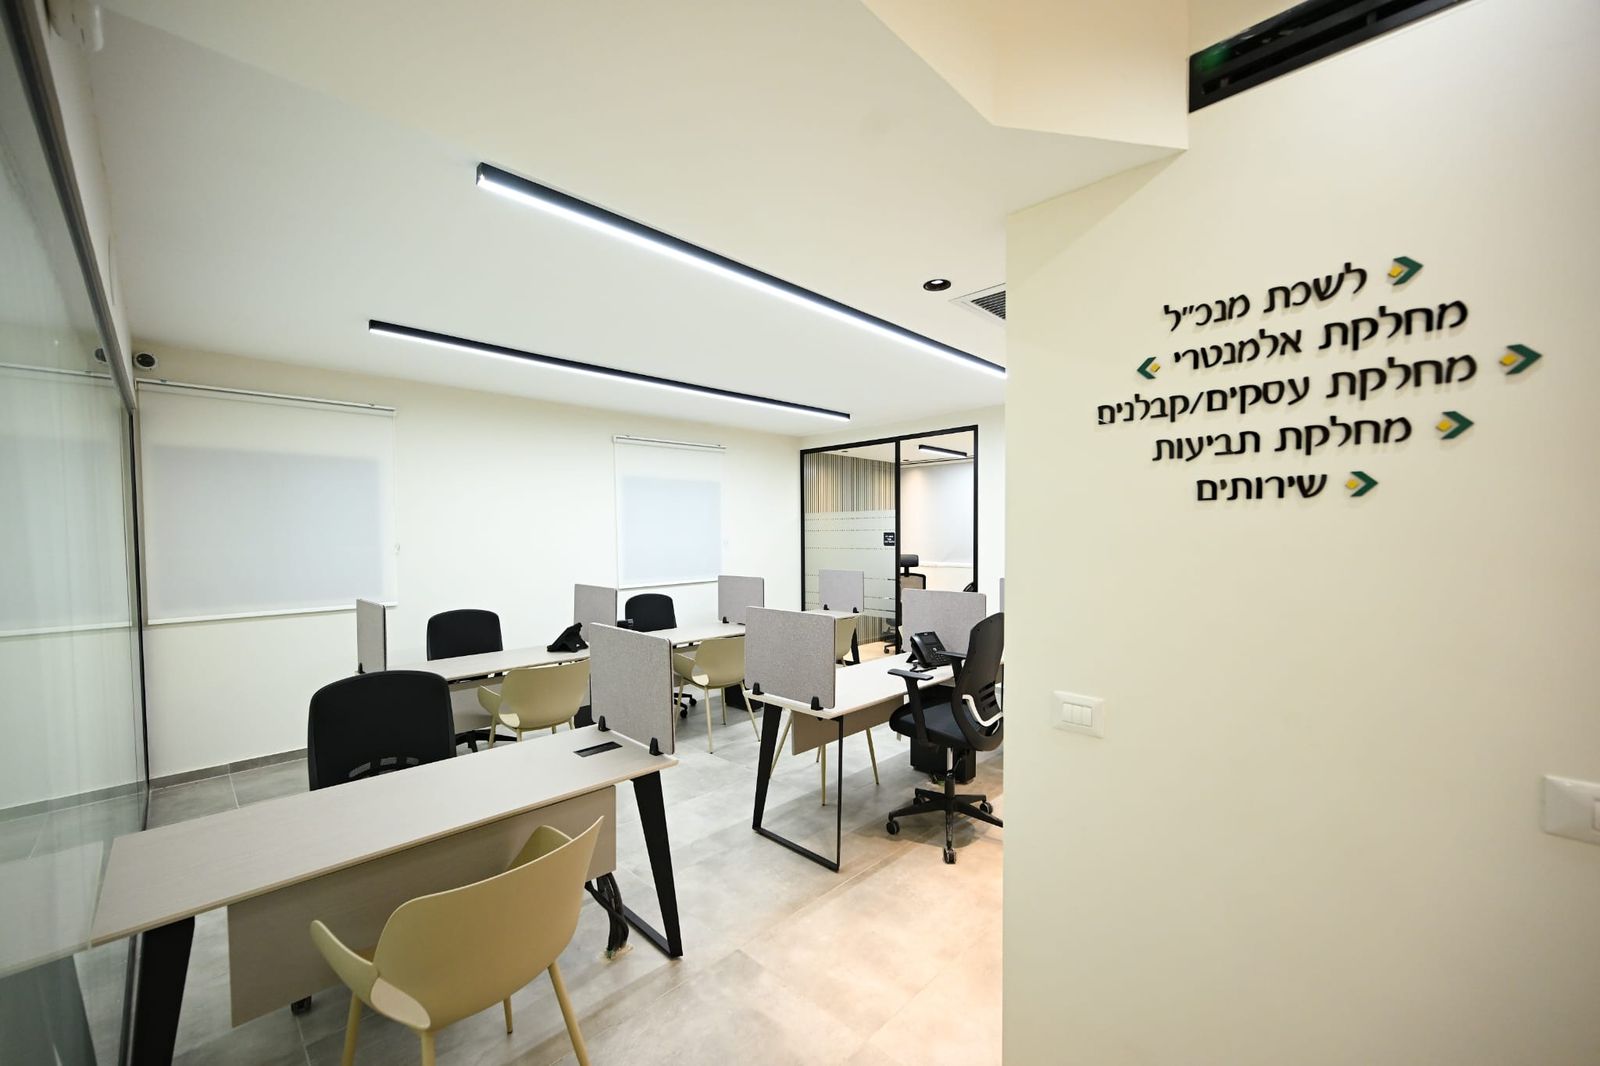 לשכת מנכ״ל
מחלקת אלמנטרי
מחלקת עסקים/קבלנים
מחלקת תביעות
שירותים